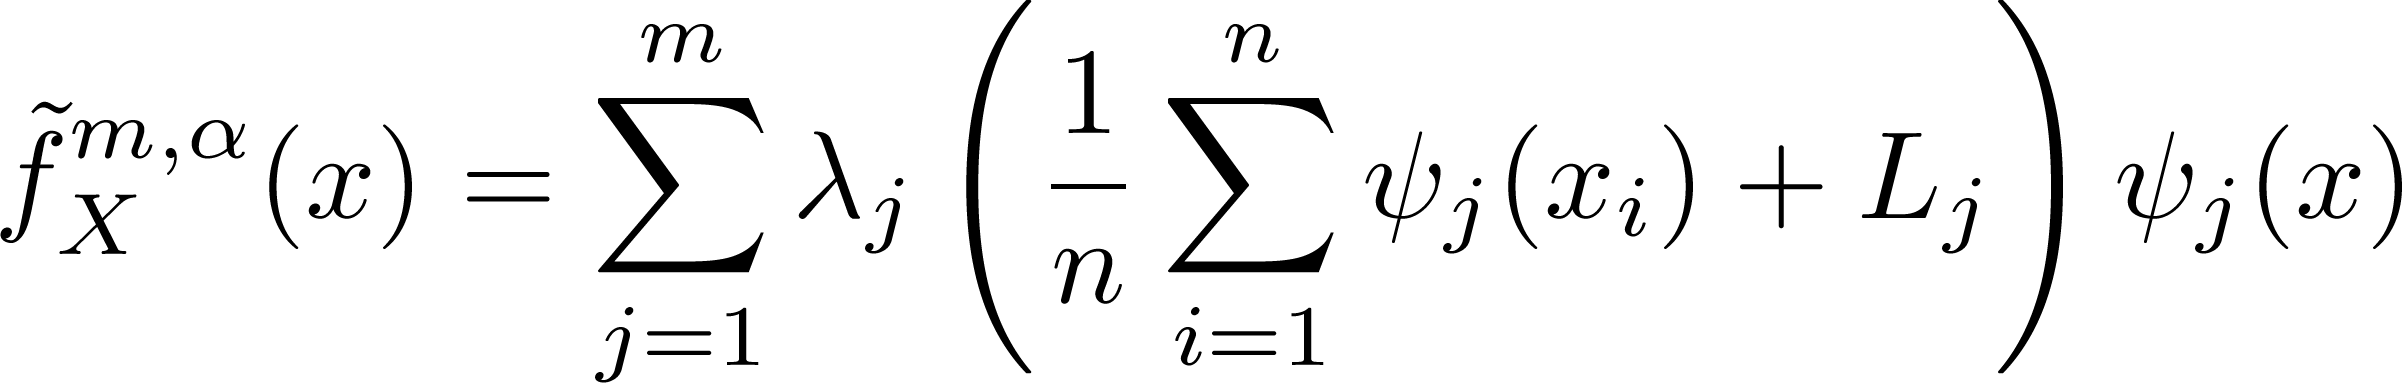 $\tilde{f}_X^{m,\alpha}(x) = \sum_{j=1}^{m} \lambda_j \left( \frac{1}{n} \sum_{i=1}^{n} \psi_j(x_i) + L_j \right) \psi_j(x)$